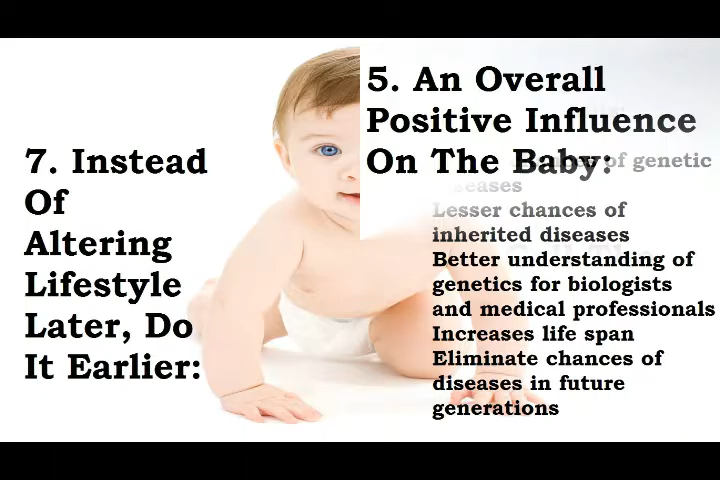 7. Instead
Of
Altering
Lifestyle
Later, Do
It Earlier:
5. An Overall
Positive Influence
On The Baby:
of genetic
Lesser chances of
inherited diseases
Better understanding of
genetics for biologists
and medical professionals
Increases life span
Eliminate chances of
diseases in future
generations